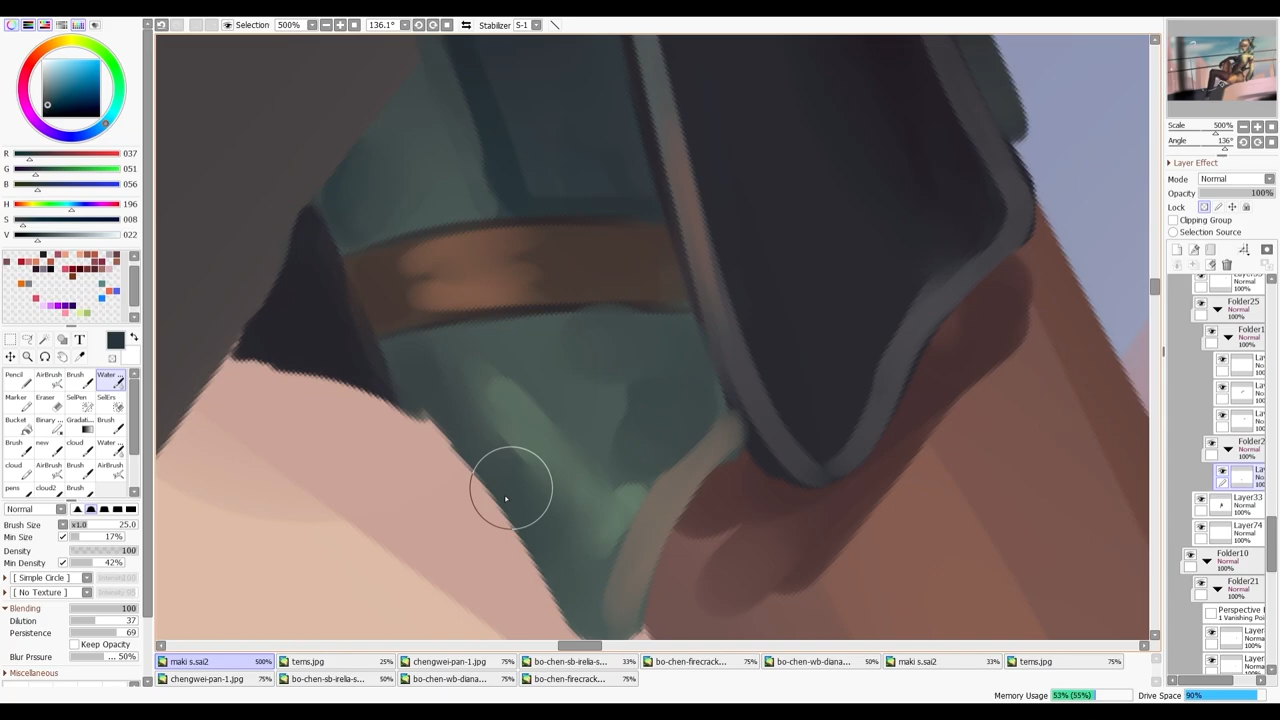 Selection 500% 136.1° Stabilizer S-1
R 037
G 051
B 056
H 196
S 008
V 022
T
Pencil AirBrush Brush Water ...
Marker Eraser SelPen SelErs
Bucket Binary ... Gradati... Brush
Brush new cloud Water ...
cloud AirBrush Brush AirBrush
pens cloud2 Brush
Normal
Brush Size x1.0 25.0
Min Size 17%
Density 100
Min Density 42%
[ Simple Circle ]
[ No Texture ]
Blending 100
Dilution 37
Persistence 69
Keep Opacity
Blur Prssure ... 50%
Miscellaneous
Scale 500%
Angle 136°
Layer Effect
Mode Normal
Opacity 100%
Lock
Clipping Group
Selection Source
Normal
100%
Folder25
Normal
100%
Folder1
Normal
100%
Folder2
Normal
100%
Layer33
Normal
100%
Layer74
Normal
100%
Folder10
Normal
100%
Folder21
Normal
100%
Perspective
1 Vanishing Poi
maki s.sai2 500% tems.jpg 25% chengwei-pan-1.jpg 75% bo-chen-sb-irelia-s... 33% bo-chen-firecrack... 75% bo-chen-wb-diana... 50% maki s.sai2 33% tems.jpg 75%
chengwei-pan-1.jpg 75% bo-chen-sb-irelia-s... 50% bo-chen-wb-diana... 75% bo-chen-firecrack... 75%
Memory Usage 53% (55%) Drive Space 90%